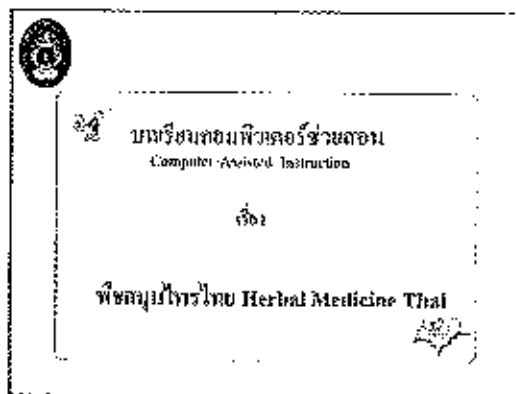 บทเรียนคอมพิวเตอร์ช่วยสอน
Computer Assisted Instruction
เรื่อง
พืชสมุนไพรไทย Herbal Medicine Thai